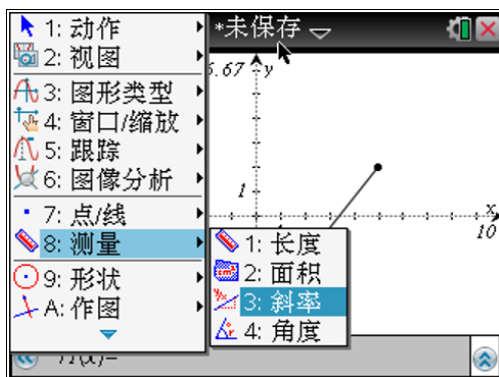 1: 动作
2: 视图
3: 图形类型
4: 窗口/缩放
5: 跟踪
6: 图像分析
7: 点/线
8: 测量
9: 形状
A: 作图
*未保存
6.67
y
1
x
10
1: 长度
2: 面积
3: 斜率
4: 角度
f1(x)=